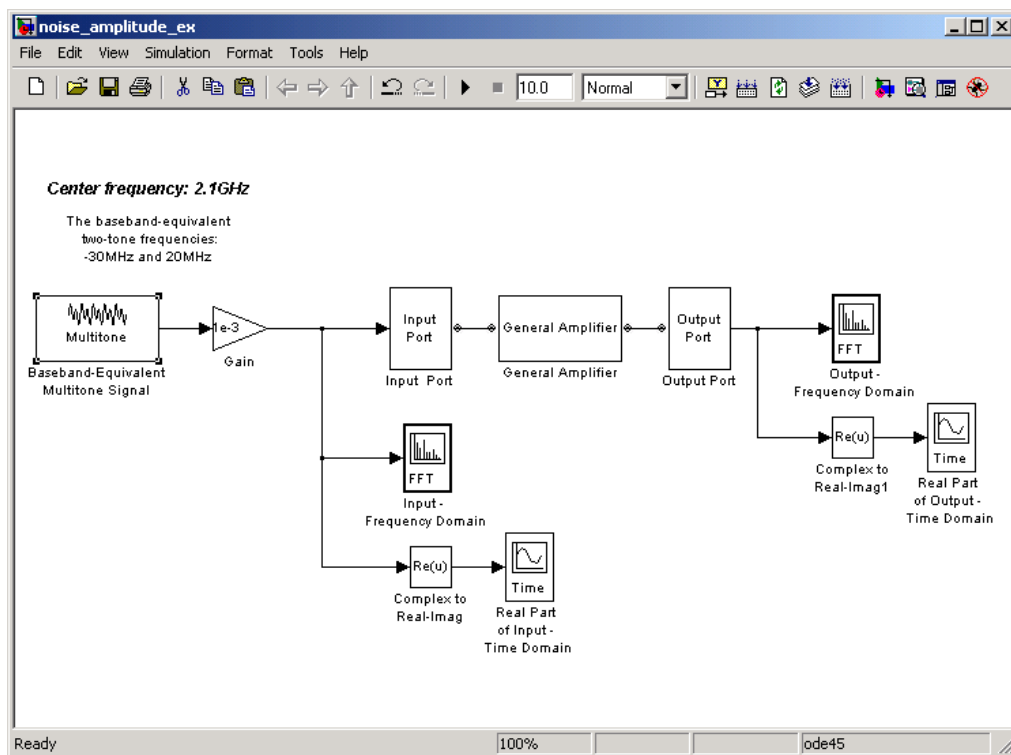 noise_amplitude_ex
File Edit View Simulation Format Tools Help
10.0 Normal
Center frequency: 2.1GHz
The baseband-equivalent
two-tone frequencies:
-30MHz and 20MHz
Multitone
Baseband-Equivalent
Multitone Signal
1e-3
Gain
Input
Port
Input Port
General Amplifier
General Amplifier
Output
Port
Output Port
FFT
Output -
Frequency Domain
Re(u)
Complex to
Real-Imag1
Time
Real Part
of Output -
Time Domain
FFT
Input -
Frequency Domain
Re(u)
Complex to
Real-Imag
Time
Real Part
of Input -
Time Domain
Ready 100% ode45